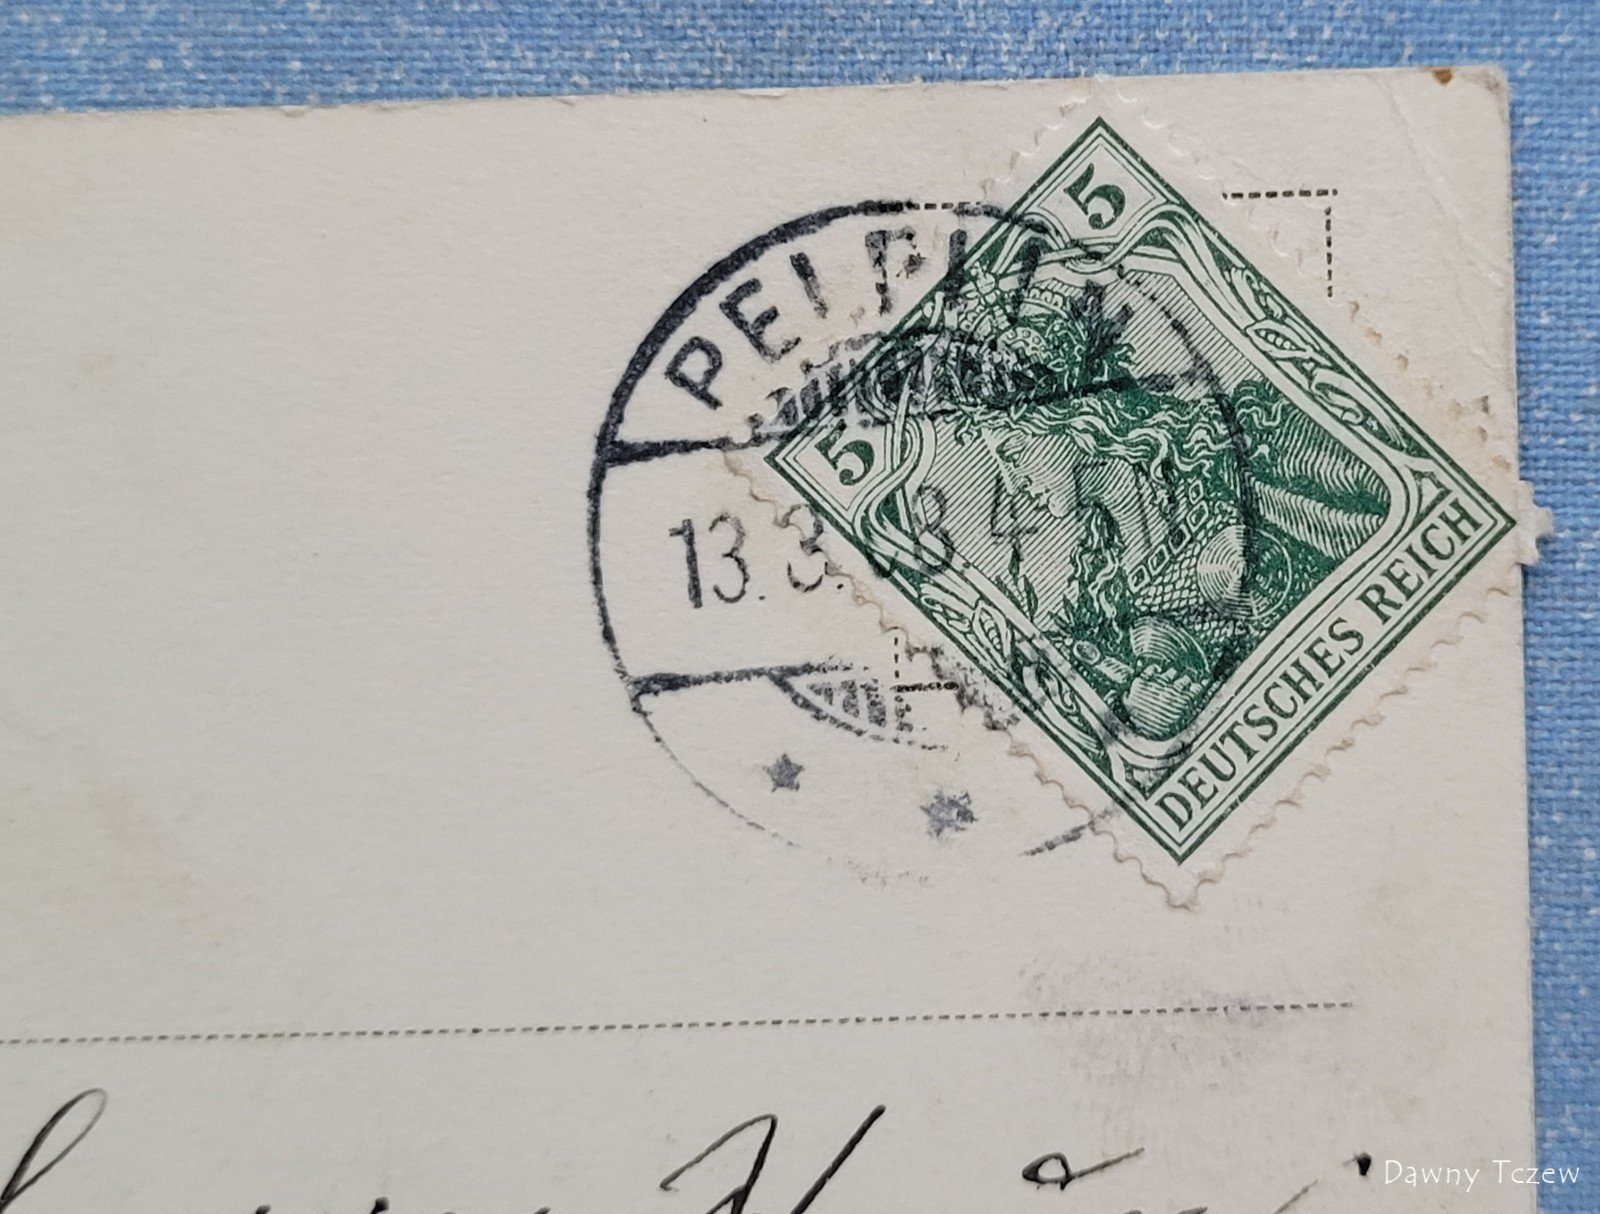 PELPLIN
13.3.08.4-5N
5
5
DEUTSCHES REICH
Dawny Tczew